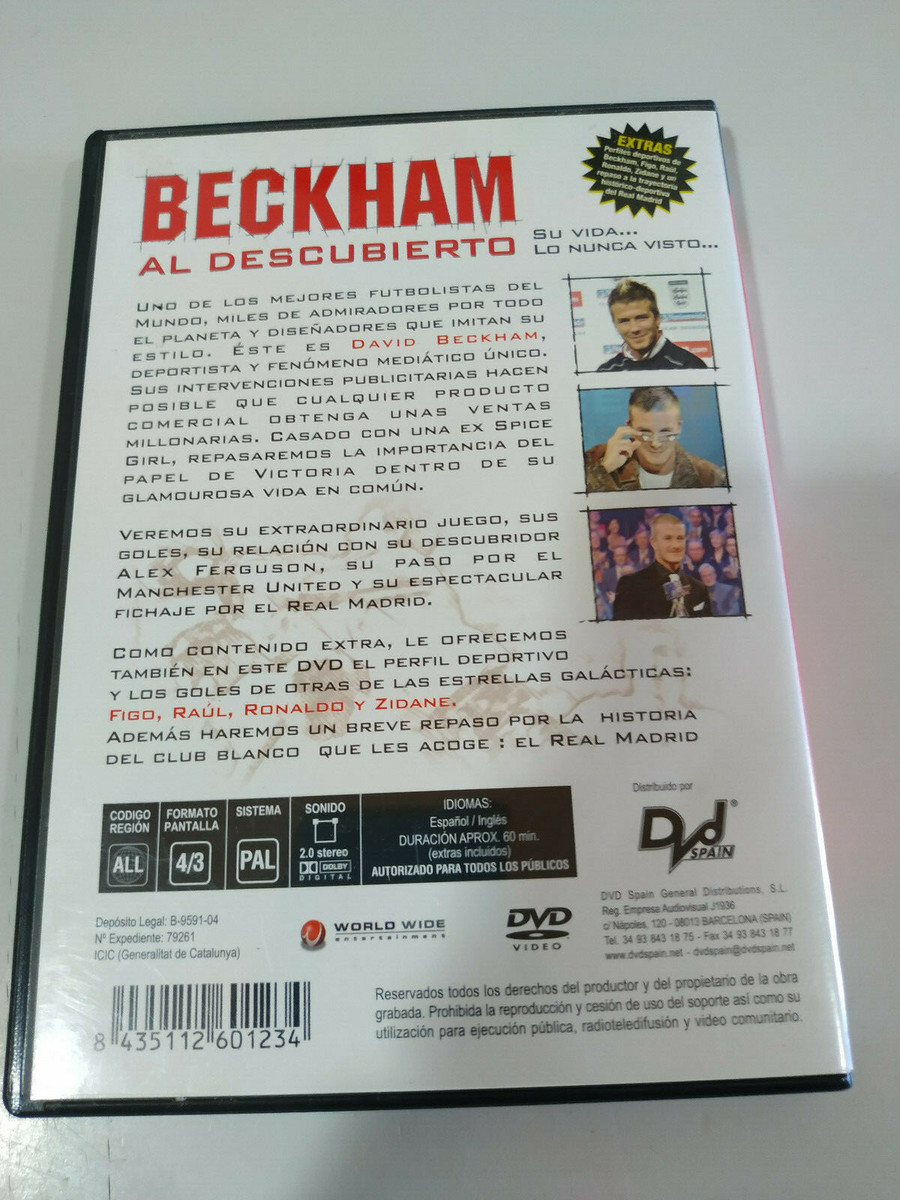 EXTRAS
Perfiles deportivos de
Beckham, Figo, Raúl,
Ronaldo, Zidane y un
repaso a la trayectoria
histórico-deportiva
del Real Madrid
BECKHAM
AL DESCUBIERTO
SU VIDA...
LO NUNCA VISTO...
UNO DE LOS MEJORES FUTBOLISTAS DEL
MUNDO, MILES DE ADMIRADORES POR TODO
EL PLANETA Y DISEÑADORES QUE IMITAN SU
ESTILO. ÉSTE ES DAVID BECKHAM,
DEPORTISTA Y FENÓMENO MEDIÁTICO ÚNICO.
SUS INTERVENCIONES PUBLICITARIAS HACEN
POSIBLE QUE CUALQUIER PRODUCTO
COMERCIAL OBTENGA UNAS VENTAS
MILLONARIAS. CASADO CON UNA EX SPICE
GIRL, REPASAREMOS LA IMPORTANCIA DEL
PAPEL DE VICTORIA DENTRO DE SU
GLAMOUROSA VIDA EN COMÚN.
VEREMOS SU EXTRAORDINARIO JUEGO, SUS
GOLES, SU RELACIÓN CON SU DESCUBRIDOR
ALEX FERGUSON, SU PASO POR EL
MANCHESTER UNITED Y SU ESPECTACULAR
FICHAJE POR EL REAL MADRID.
COMO CONTENIDO EXTRA, LE OFRECEMOS
TAMBIÉN EN ESTE DVD EL PERFIL DEPORTIVO
Y LOS GOLES DE OTRAS DE LAS ESTRELLAS GALÁCTICAS:
FIGO, RAÚL, RONALDO Y ZIDANE.
ADEMÁS HAREMOS UN BREVE REPASO POR LA HISTORIA
DEL CLUB BLANCO QUE LES ACOGE : EL REAL MADRID
CODIGO REGIÓN
ALL
FORMATO PANTALLA
4/3
SISTEMA
PAL
SONIDO
2.0 stereo
DOLBY
DIGITAL
IDIOMAS:
Español / Inglés
DURACIÓN APROX. 60 min.
(extras incluidos)
AUTORIZADO PARA TODOS LOS PÚBLICOS
Distribuido por
DVD®
SPAIN
Depósito Legal: B-9591-04
Nº Expediente: 79261
ICIC (Generalitat de Catalunya)
WORLD WIDE
entertainment
DVD
VIDEO
DVD Spain General Distributions, S.L.
Reg. Empresa Audiovisual J1936
c/ Nápoles, 120 - 08013 BARCELONA (SPAIN)
Tel. 34 93 843 18 75 - Fax 34 93 843 18 77
www.dvdspain.net - dvdspain@dvdspain.net
Reservados todos los derechos del productor y del propietario de la obra
grabada. Prohibida la reproducción y cesión de uso del soporte así como su
utilización para ejecución pública, radioteledifusión y video comunitario.
8 435112 601234